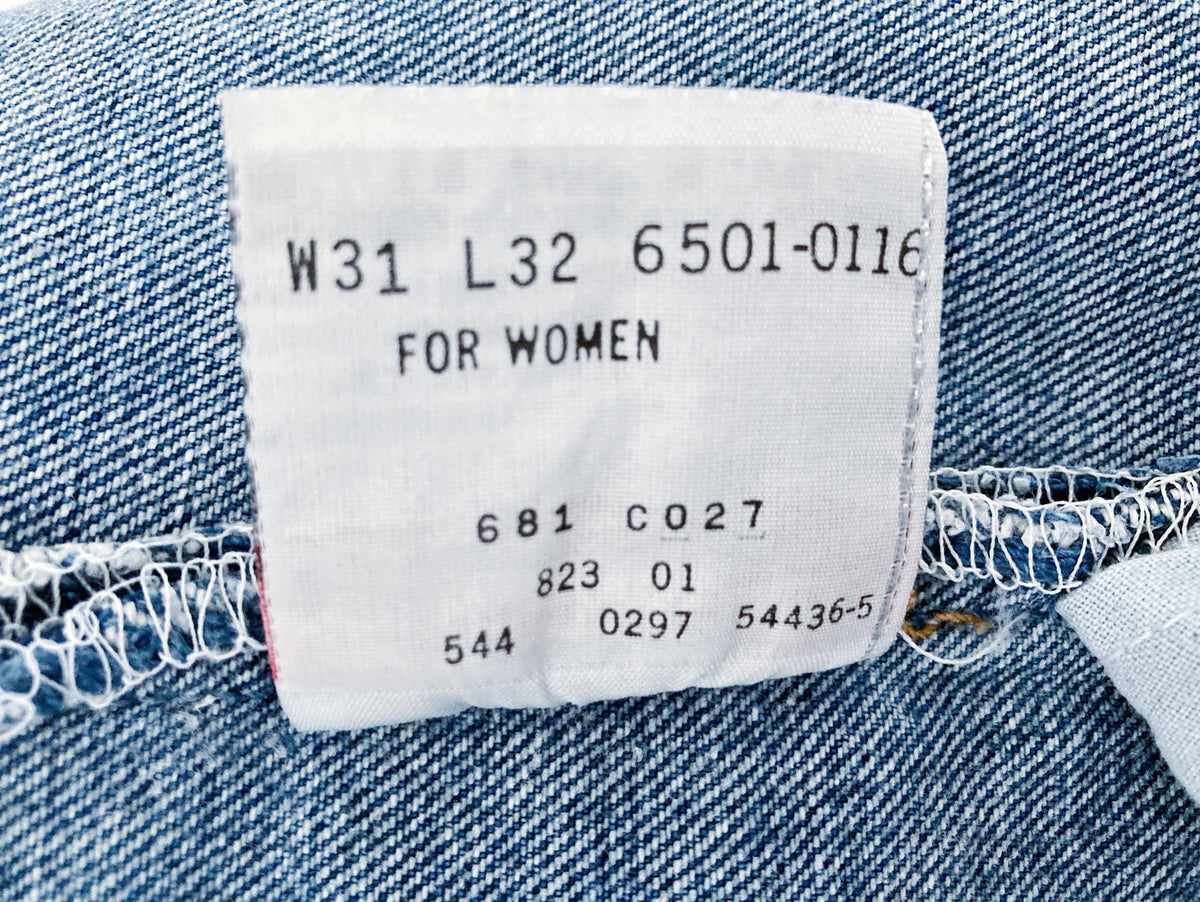 W31 L32 6501-0116
FOR WOMEN
681 C027
823 01
544 0297 54436-5